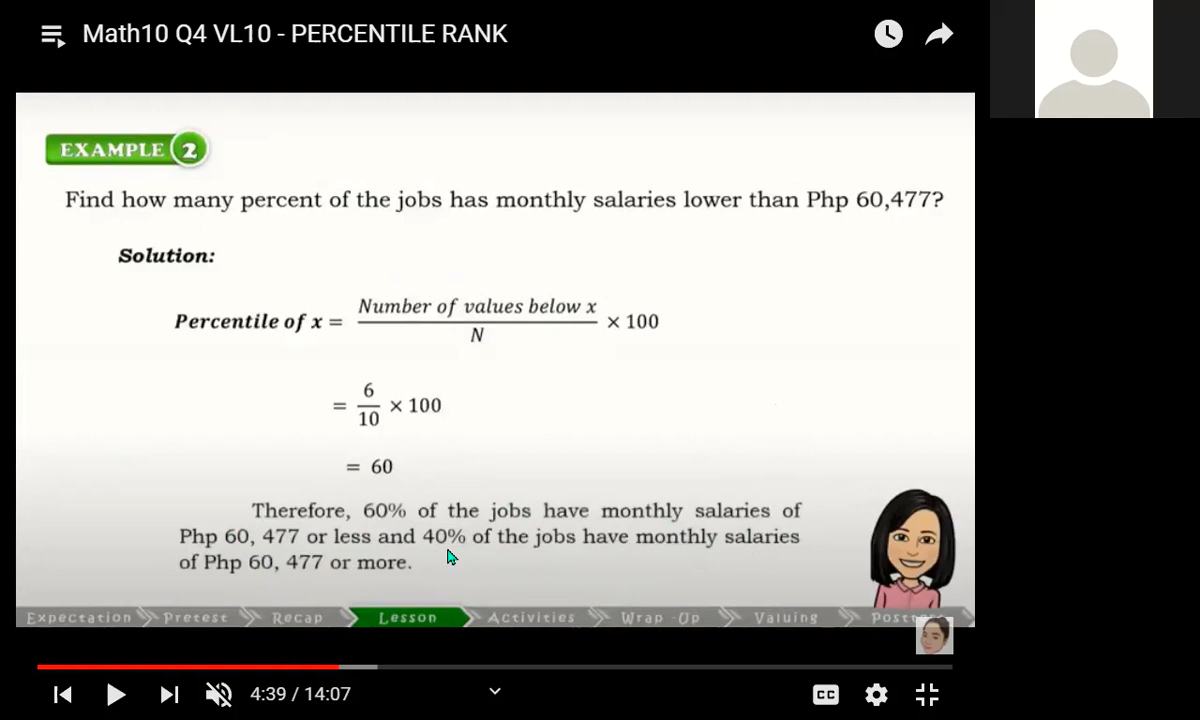 Math10 Q4 VL10 - PERCENTILE RANK
EXAMPLE 2
Find how many percent of the jobs has monthly salaries lower than Php 60,477?
Solution:
Percentile of x = Number of values below x / N × 100
= 6/10 × 100
= 60
Therefore, 60% of the jobs have monthly salaries of
Php 60, 477 or less and 40% of the jobs have monthly salaries
of Php 60, 477 or more.
Expectation Pretest Recap Lesson Activities Wrap -Up Valuing
4:39 / 14:07
CC